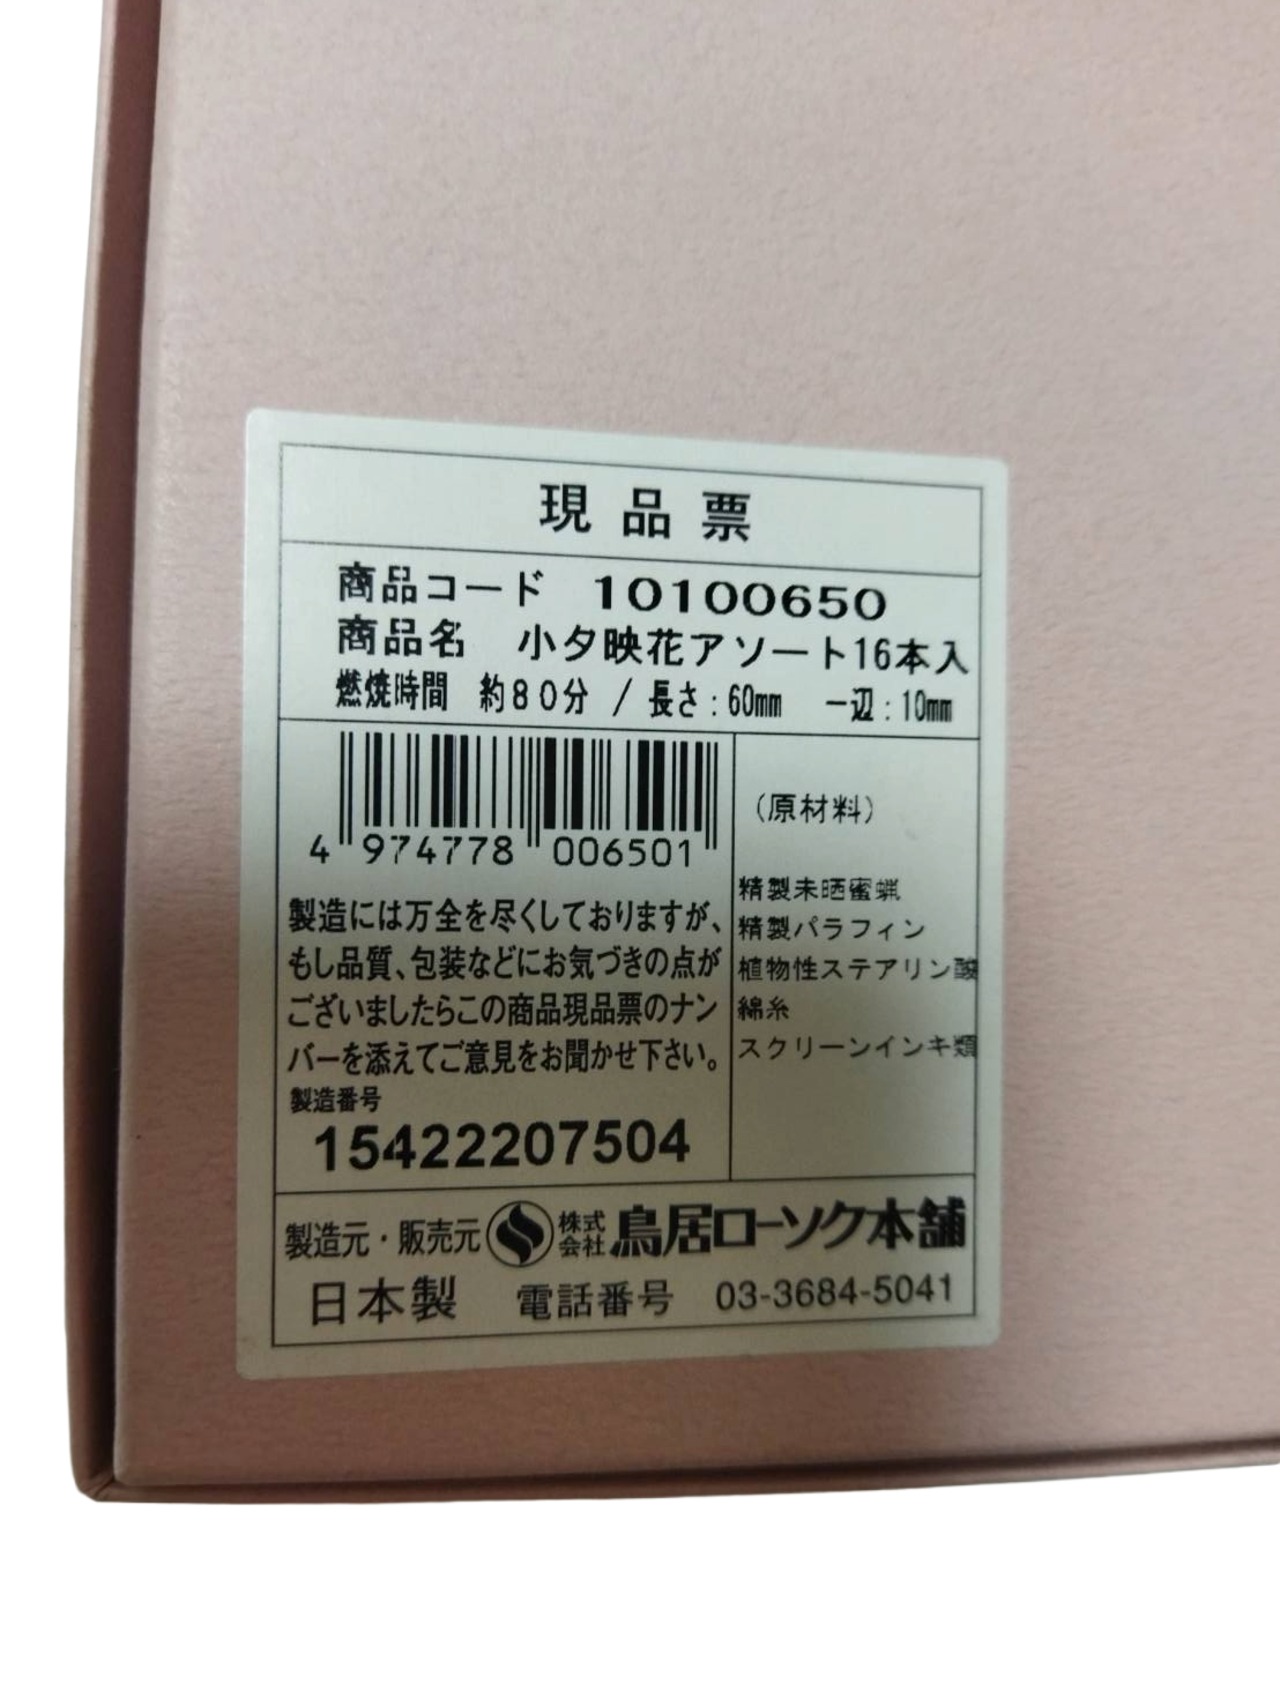 現品票
商品コード 10100650
商品名 小夕映花アソート16本入
燃焼時間 約80分 / 長さ:60mm 一辺:10mm
4 974778 006501
製造には万全を尽くしておりますが、
もし品質、包装などにお気づきの点が
ございましたらこの商品現品票のナン
バーを添えてご意見をお聞かせ下さい。
製造番号
15422207504
(原材料)
精製未晒蜜蝋
精製パラフィン
植物性ステアリン酸
綿糸
スクリーンインキ類
製造元・販売元 株式会社 鳥居ローソク本舗
日本製 電話番号 03-3684-5041